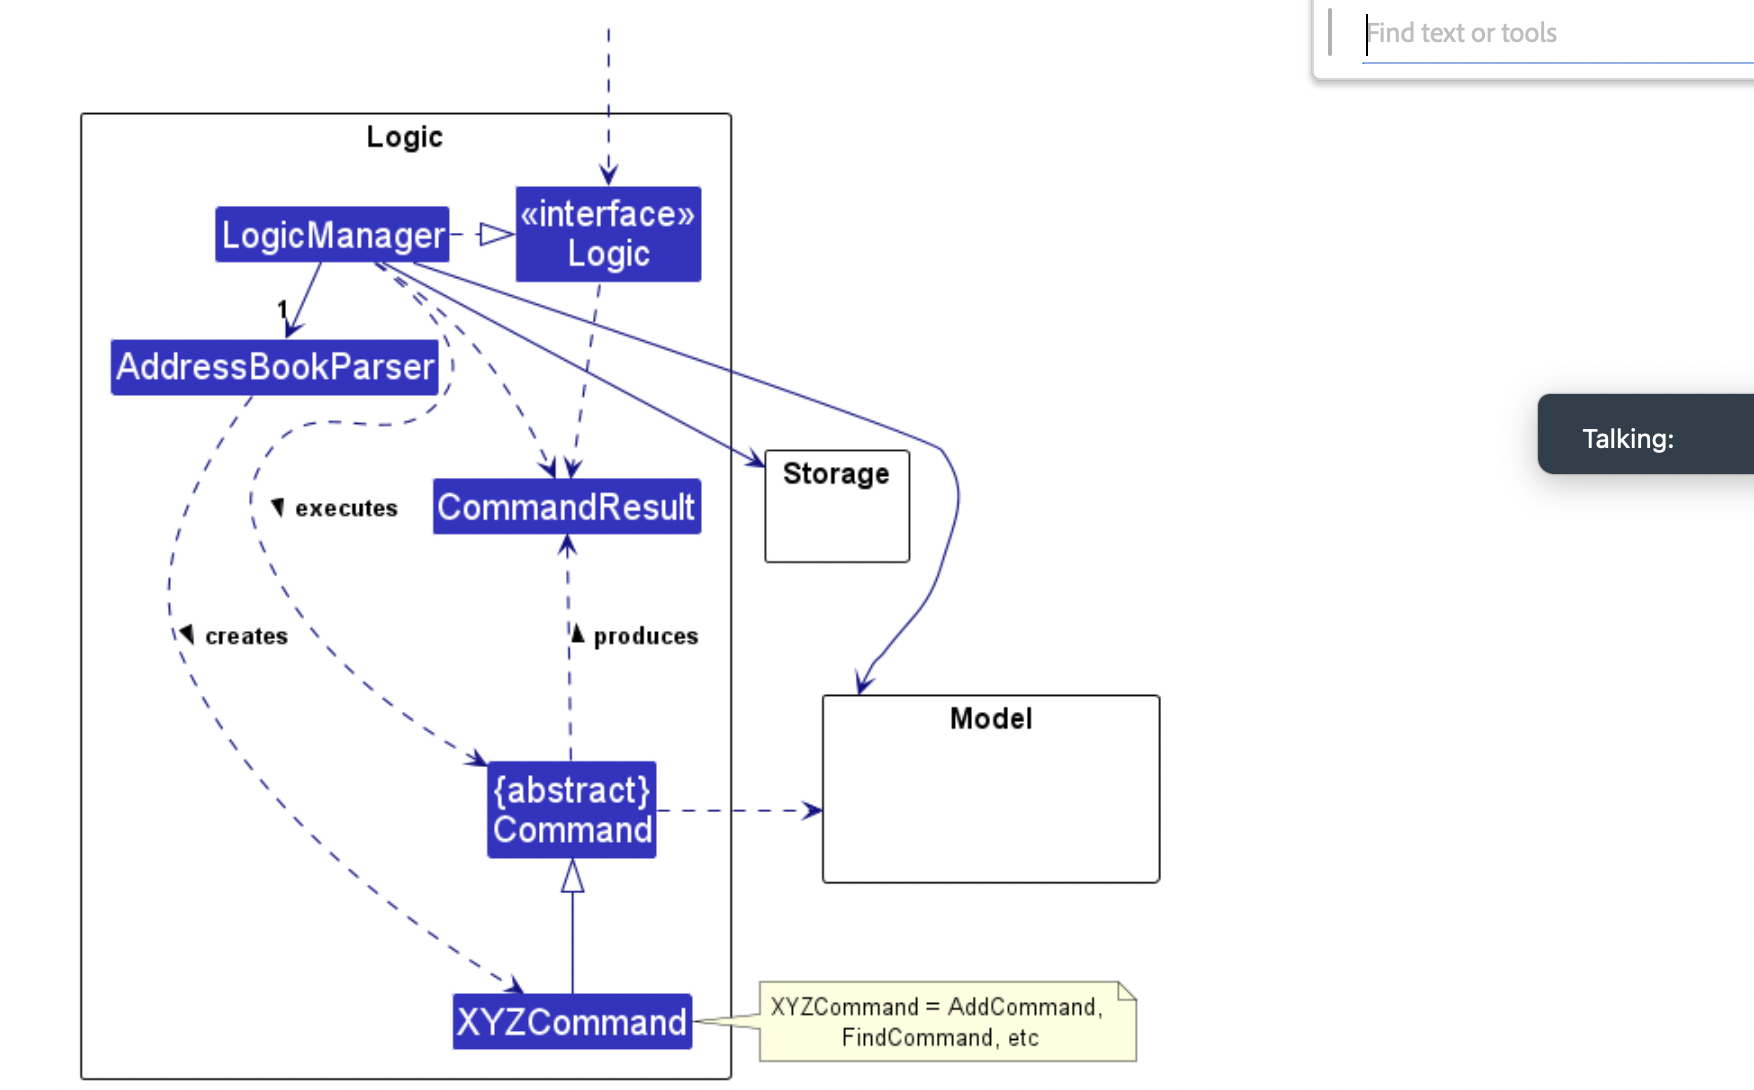 Find text or tools
Logic
LogicManager
«interface»
Logic
1
AddressBookParser
Talking:
Storage
executes
CommandResult
creates
produces
Model
{abstract}
Command
XYZCommand
XYZCommand = AddCommand,
FindCommand, etc